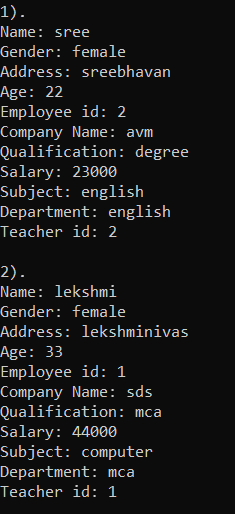 1).
Name: sree
Gender: female
Address: sreebhavan
Age: 22
Employee id: 2
Company Name: avm
Qualification: degree
Salary: 23000
Subject: english
Department: english
Teacher id: 2
2).
Name: lekshmi
Gender: female
Address: lekshminivas
Age: 33
Employee id: 1
Company Name: sds
Qualification: mca
Salary: 44000
Subject: computer
Department: mca
Teacher id: 1